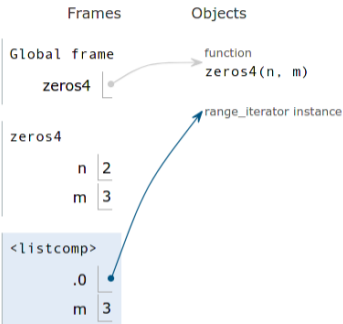 Frames Objects
Global frame
zeros4
function
zeros4(n, m)
range_iterator instance
zeros4
n 2
m 3
<listcomp>
.0
m 3